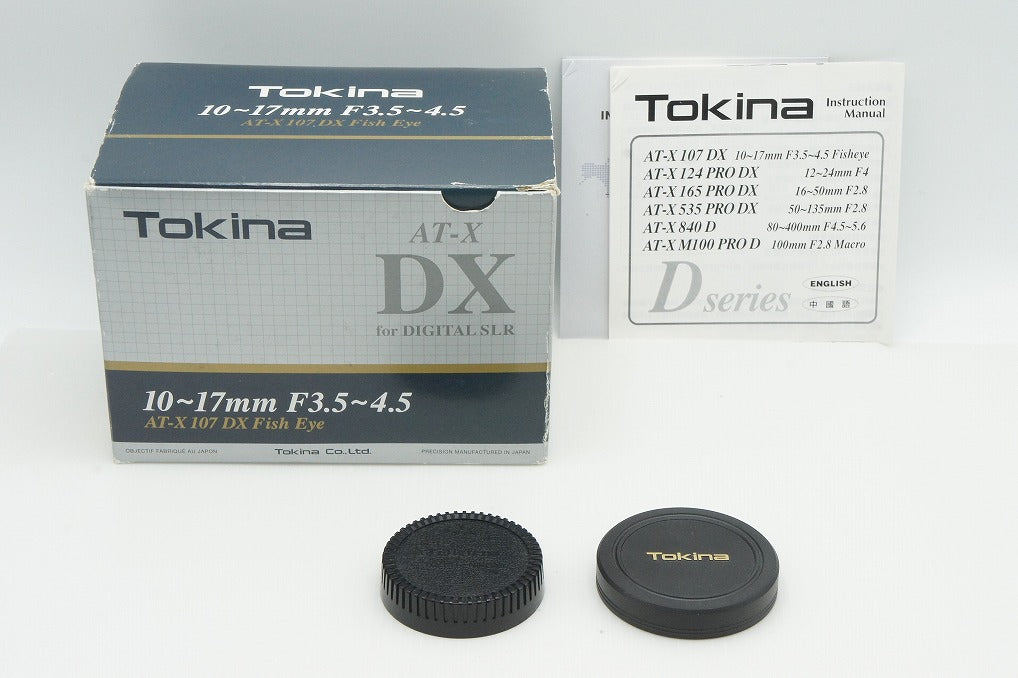 Tokina
10~17mm F3.5~4.5
AT-X 107 DX Fish Eye
Tokina
AT-X
DX
for DIGITAL SLR
10~17mm F3.5~4.5
AT-X 107 DX Fish Eye
OBJECTIF FABRIQUÉ AU JAPON
Tokina Co.Ltd.
PRECISION MANUFACTURED IN JAPAN
IN
Tokina Instruction Manual
AT-X 107 DX 10~17mm F3.5~4.5 Fisheye
AT-X 124 PRO DX 12~24mm F4
AT-X 165 PRO DX 16~50mm F2.8
AT-X 535 PRO DX 50~135mm F2.8
AT-X 840 D 80~400mm F4.5~5.6
AT-X M100 PRO D 100mm F2.8 Macro
D series
ENGLISH
中國語
Tokina